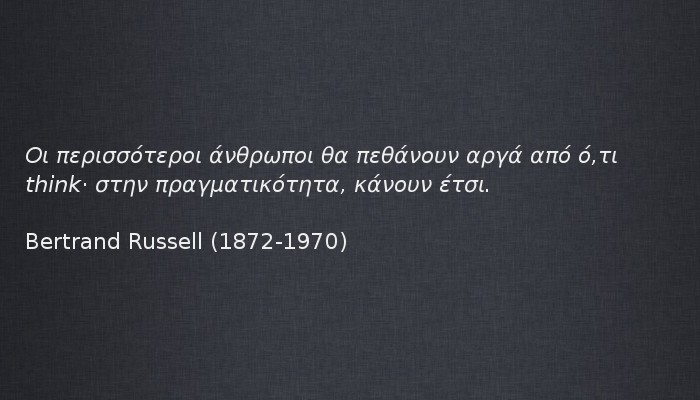 Οι περισσότεροι άνθρωποι θα πεθάνουν αργά από ό,τι
think· στην πραγματικότητα, κάνουν έτσι.
Bertrand Russell (1872-1970)